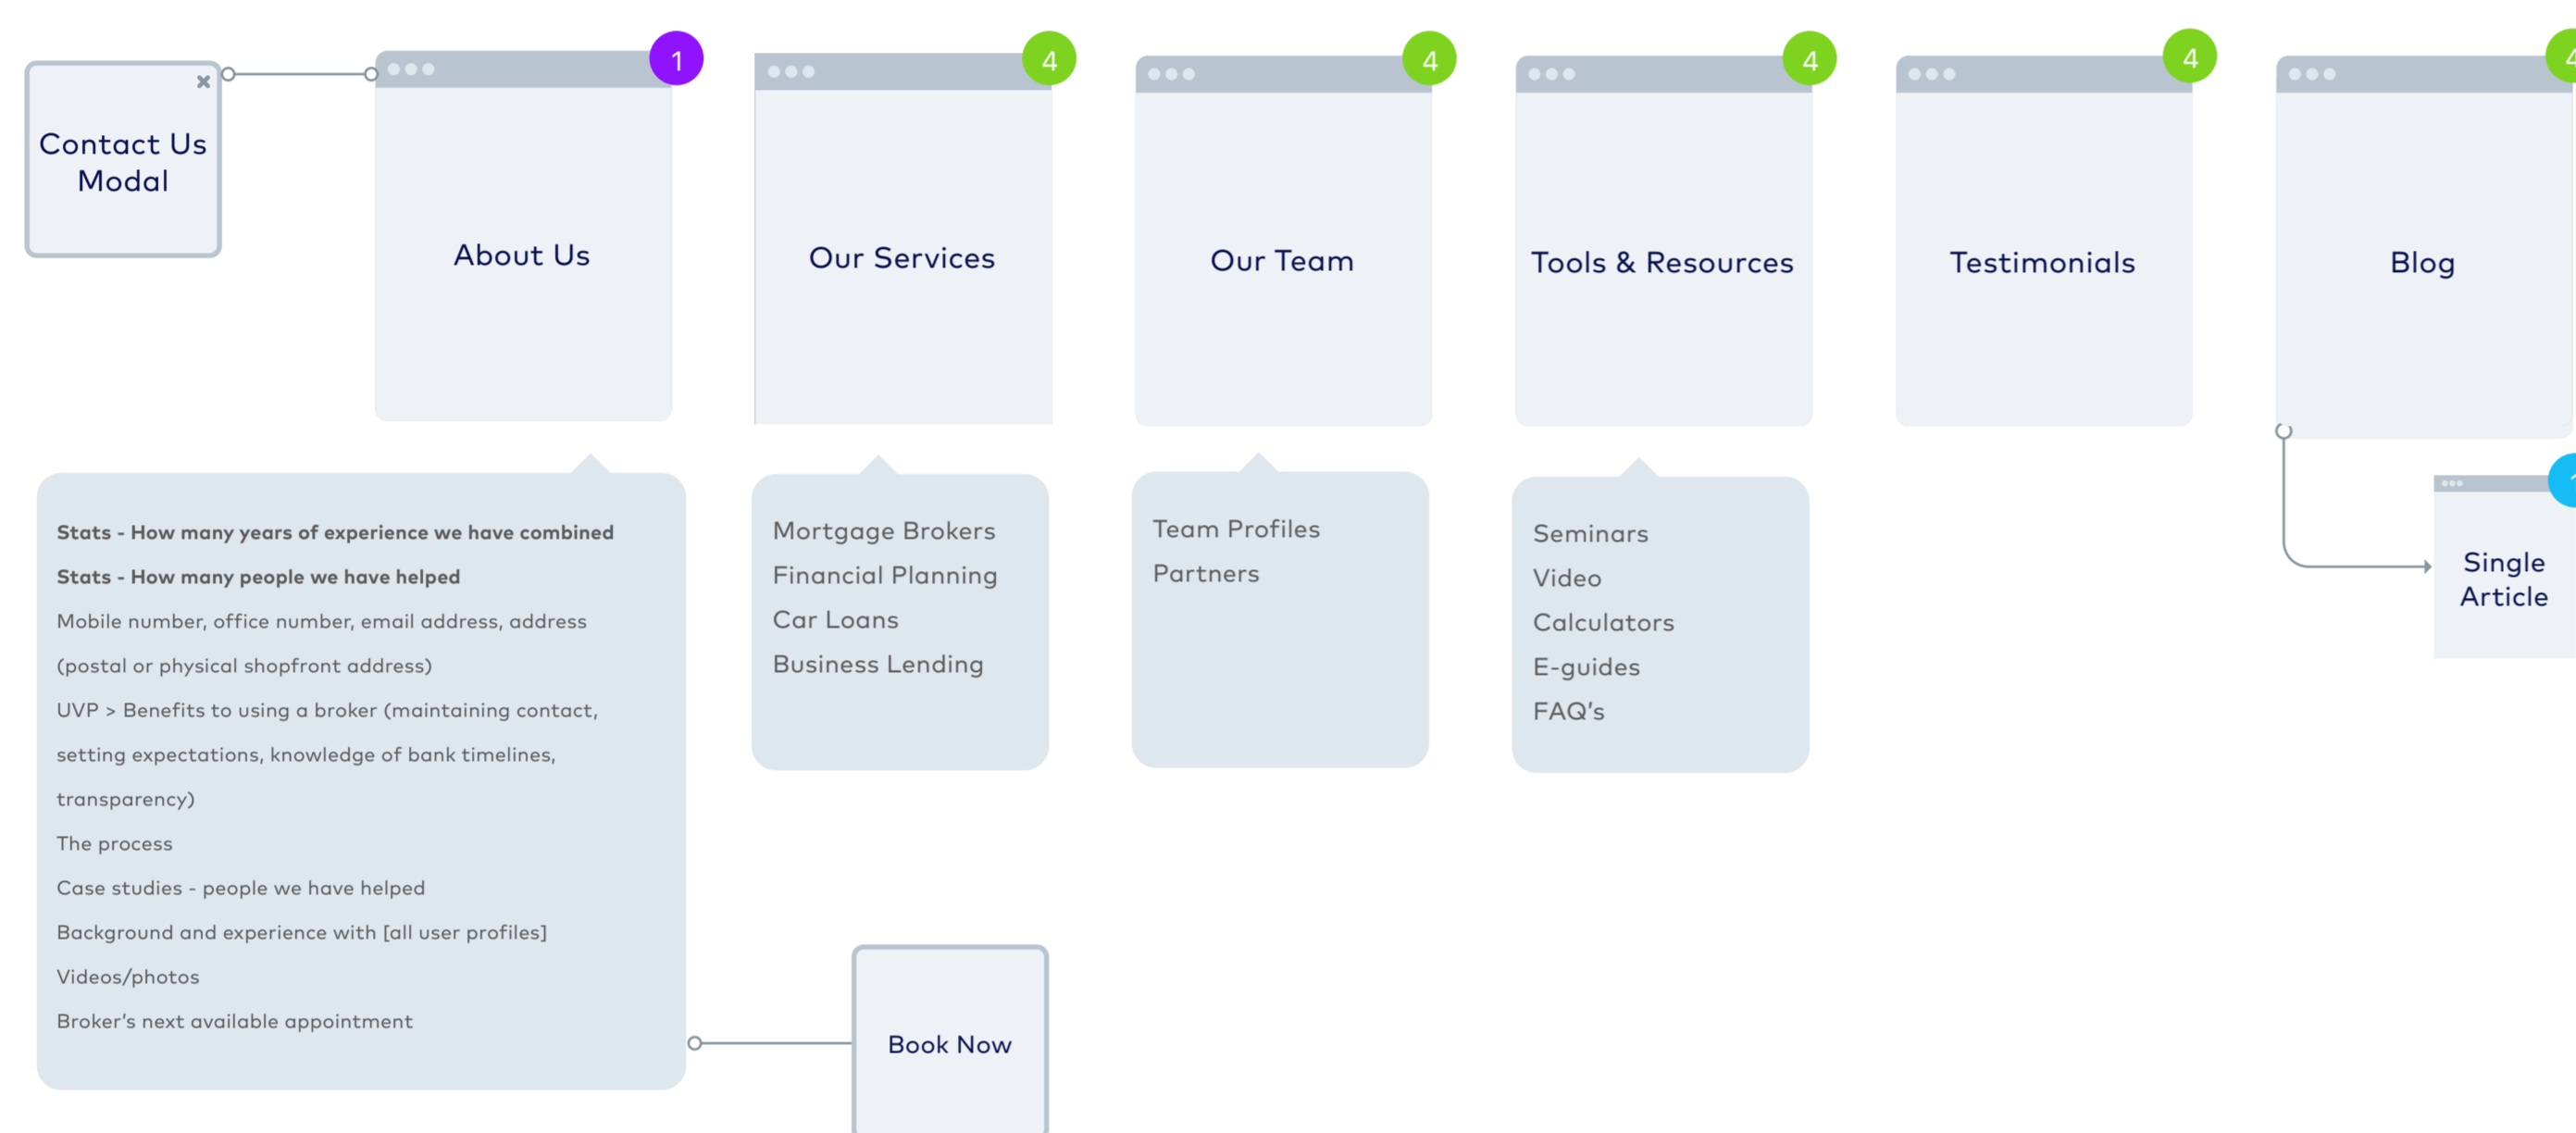 1
4
4
4
4
4
Contact Us
Modal
About Us
Our Services
Our Team
Tools & Resources
Testimonials
Blog
Stats - How many years of experience we have combined
Stats - How many people we have helped
Mobile number, office number, email address, address
(postal or physical shopfront address)
UVP > Benefits to using a broker (maintaining contact,
setting expectations, knowledge of bank timelines,
transparency)
The process
Case studies - people we have helped
Background and experience with [all user profiles]
Videos/photos
Broker’s next available appointment
Mortgage Brokers
Financial Planning
Car Loans
Business Lending
Team Profiles
Partners
Seminars
Video
Calculators
E-guides
FAQ’s
Single
Article
Book Now